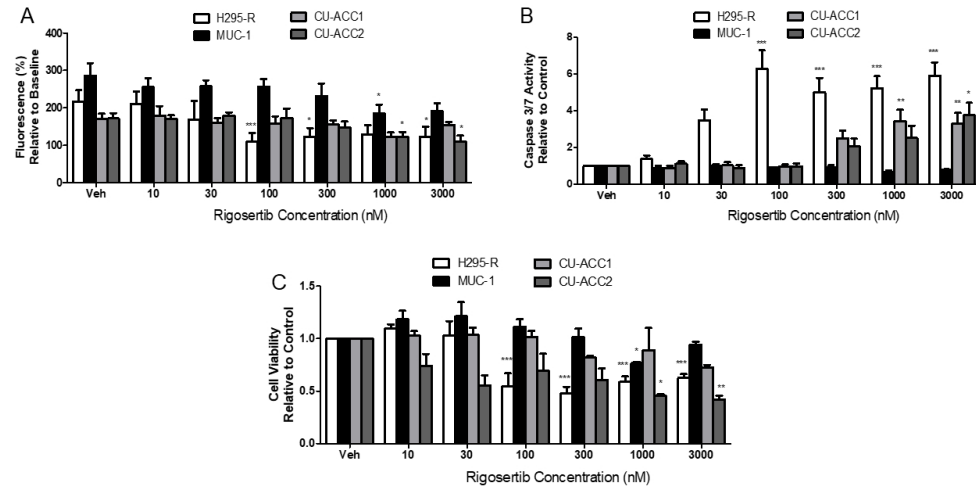 A
H295-R
MUC-1
CU-ACC1
CU-ACC2
Fluorescence (%)
Relative to Baseline
400
300
200
100
0
***
*
*
*
*
*
Veh
10
30
100
300
1000
3000
Rigosertib Concentration (nM)
B
H295-R
MUC-1
CU-ACC1
CU-ACC2
Caspase 3/7 Activity
Relative to Control
8
6
4
2
0
***
***
***
**
***
**
*
Veh
10
30
100
300
1000
3000
Rigosertib Concentration (nM)
C
H295-R
MUC-1
CU-ACC1
CU-ACC2
Cell Viability
Relative to Control
1.5
1.0
0.5
0.0
***
***
***
*
*
***
**
Veh
10
30
100
300
1000
3000
Rigosertib Concentration (nM)